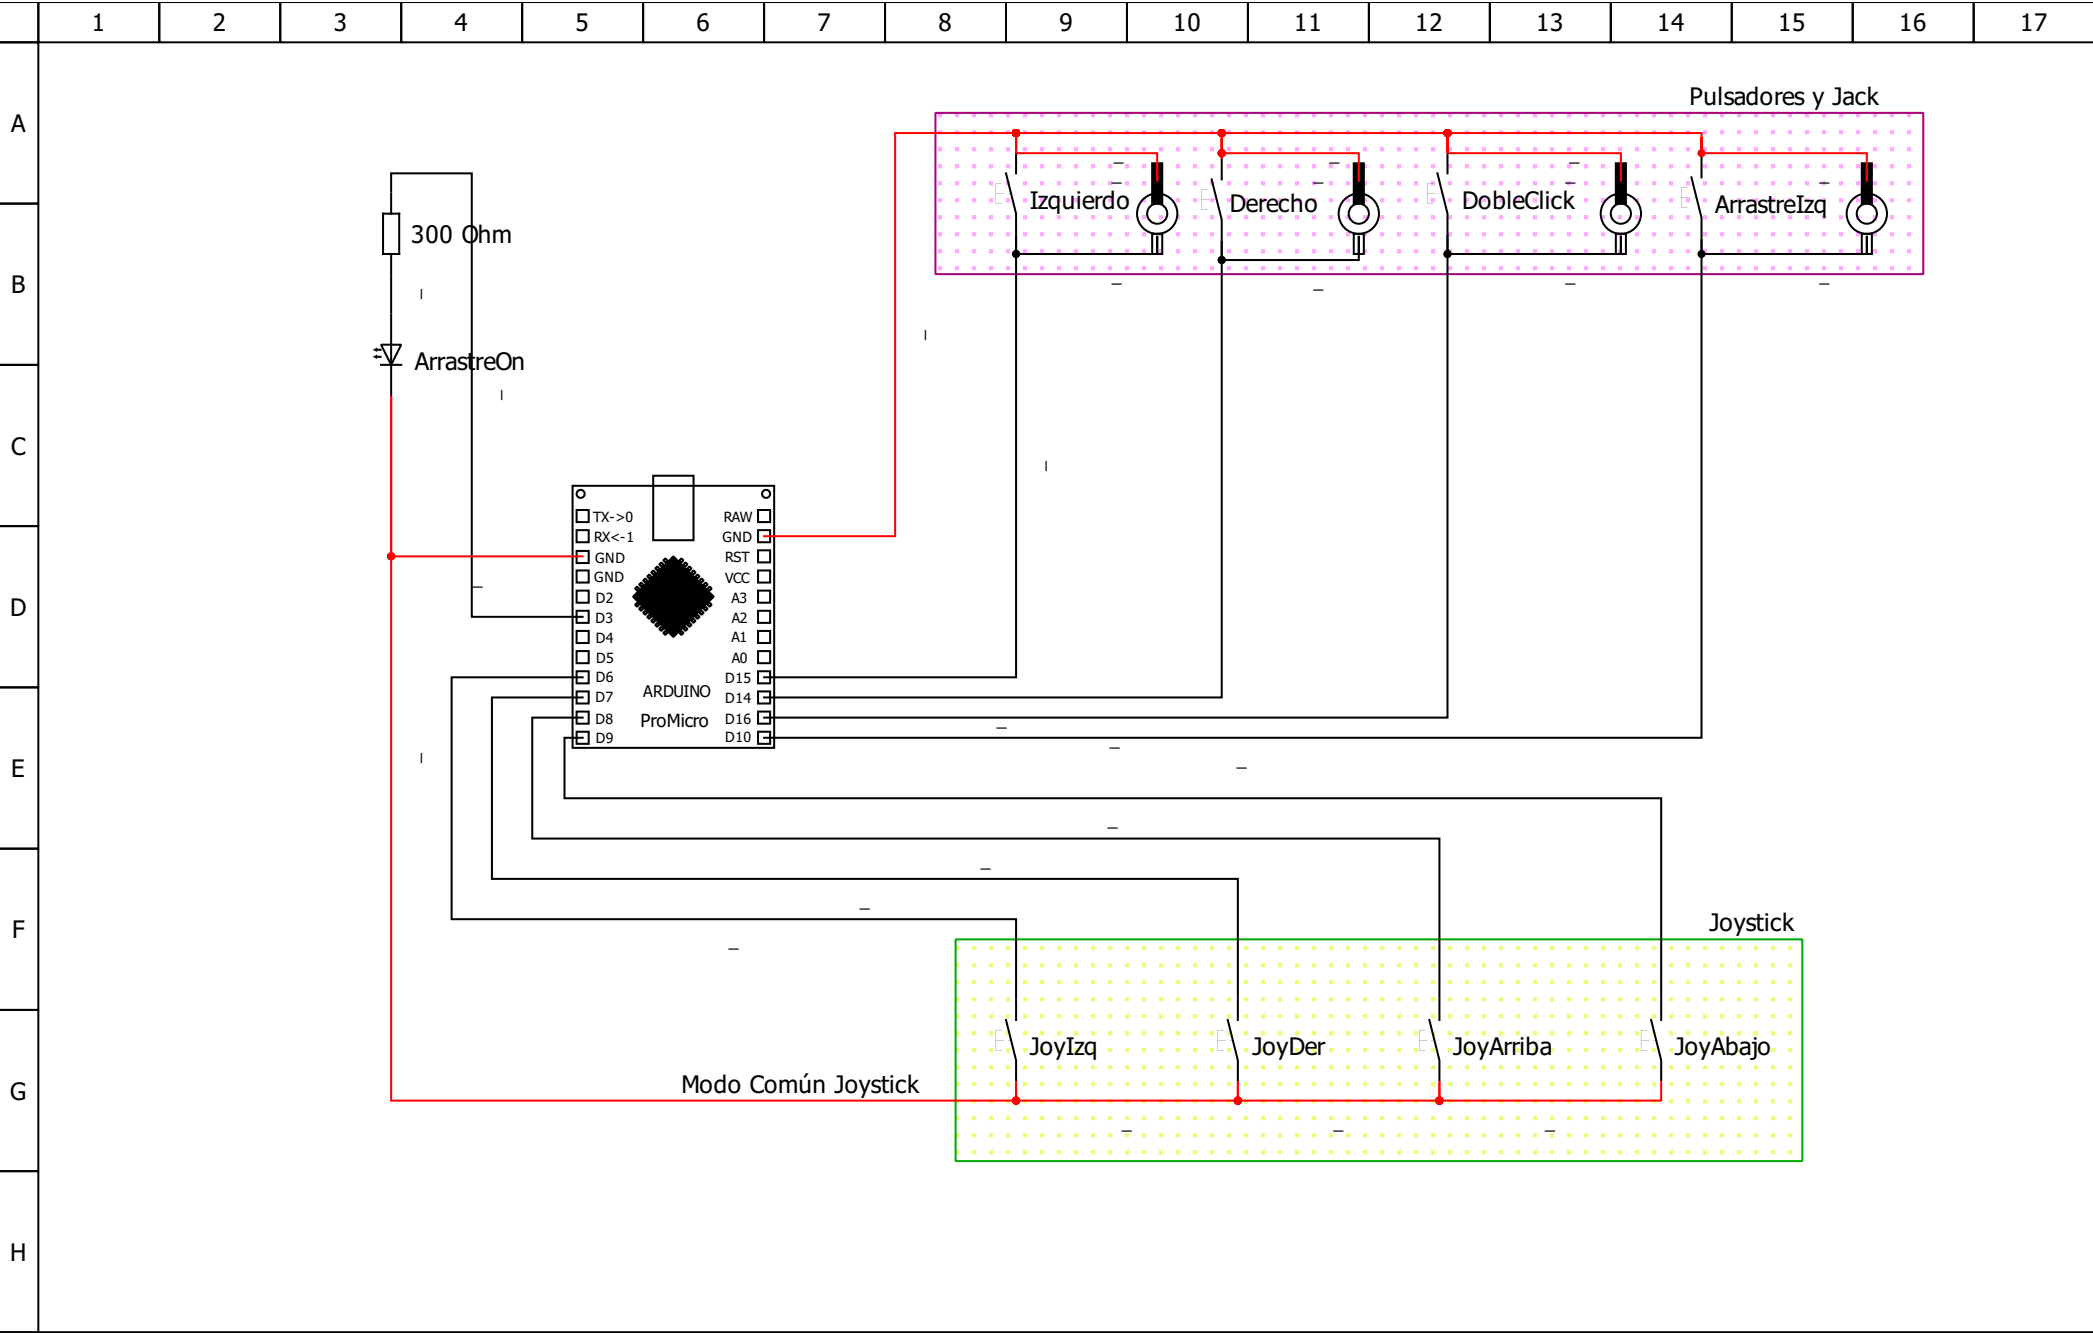 1 2 3 4 5 6 7 8 9 10 11 12 13 14 15 16 17
A
Pulsadores y Jack
Izquierdo
Derecho
DobleClick
ArrastreIzq
B
300 Ohm
ArrastreOn
C
TX->0 RAW
RX<-1 GND
GND RST
GND VCC
D
D2 A3
D3 A2
D4 A1
D5 A0
D6 D15
D7 ARDUINO D14
D8 ProMicro D16
D9 D10
E
F
Joystick
JoyIzq
JoyDer
JoyArriba
JoyAbajo
G
Modo Común Joystick
H